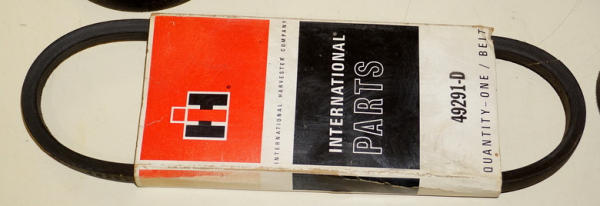 INTERNATIONAL HARVESTER COMPANY
INTERNATIONAL®
PARTS
49291-D
QUANTITY-ONE / BELT